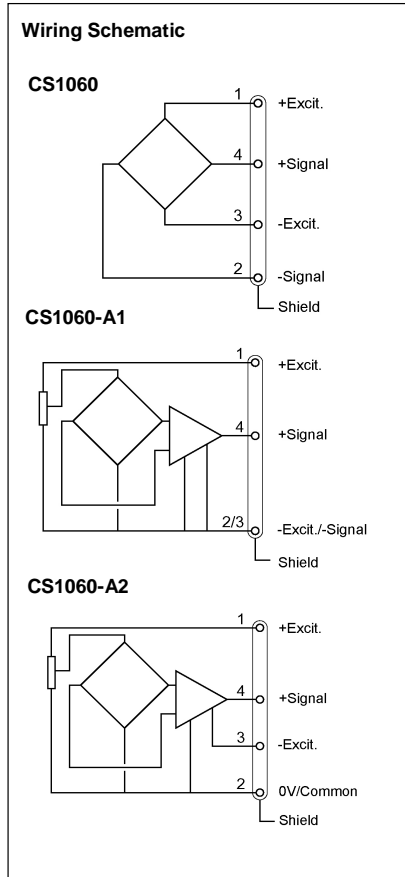 Wiring Schematic
CS1060
1 +Excit.
4 +Signal
3 -Excit.
2 -Signal
Shield
CS1060-A1
1 +Excit.
4 +Signal
2/3 -Excit./-Signal
Shield
CS1060-A2
1 +Excit.
4 +Signal
3 -Excit.
2 0V/Common
Shield